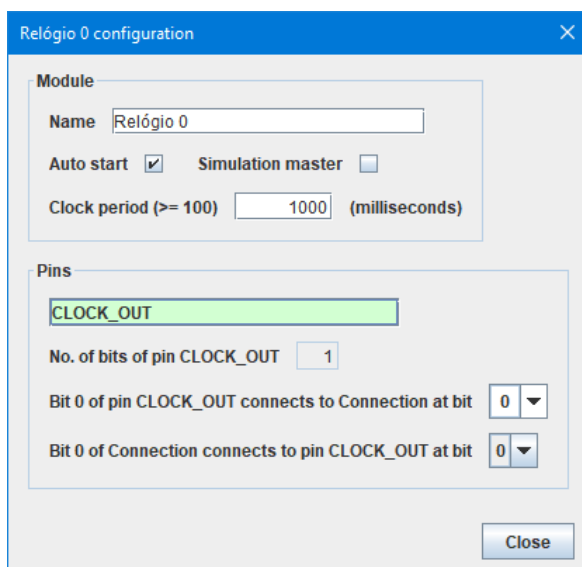 Relógio 0 configuration
Module
Name Relógio 0
Auto start Simulation master
Clock period (>= 100) 1000 (milliseconds)
Pins
CLOCK_OUT
No. of bits of pin CLOCK_OUT 1
Bit 0 of pin CLOCK_OUT connects to Connection at bit 0
Bit 0 of Connection connects to pin CLOCK_OUT at bit 0
Close